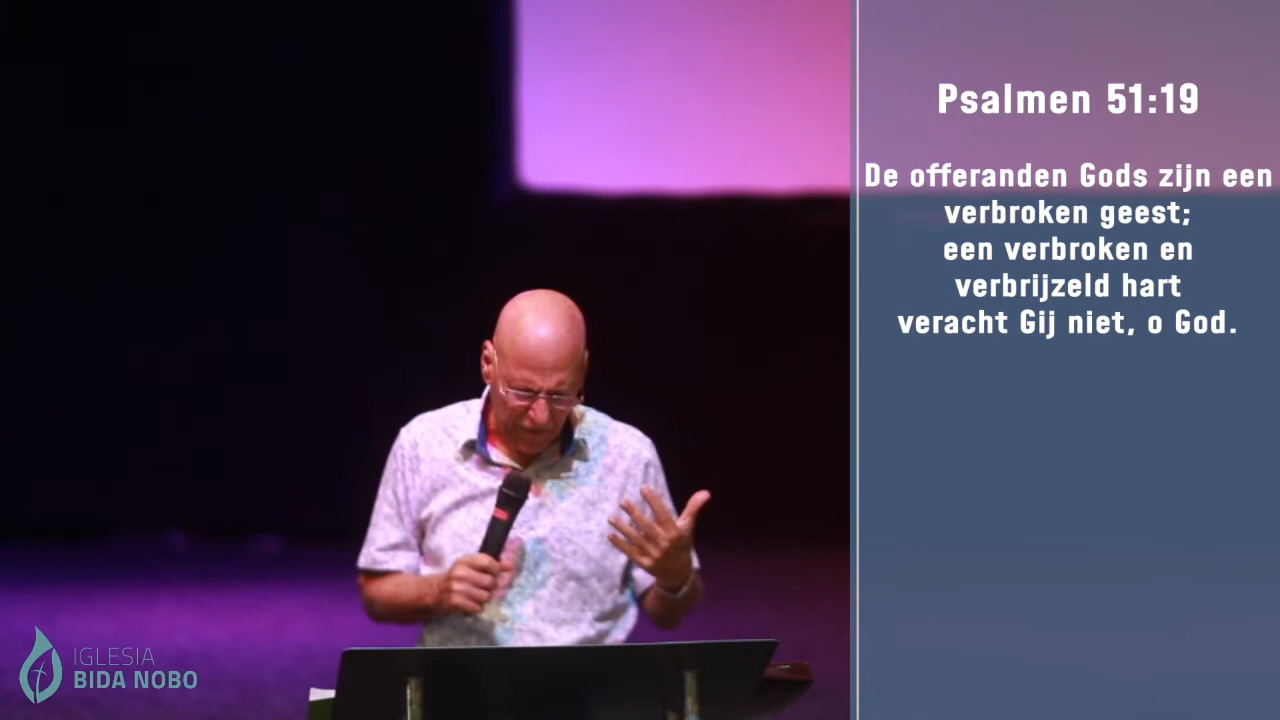 Psalmen 51:19
De offeranden Gods zijn een
verbroken geest;
een verbroken en
verbrijzeld hart
veracht Gij niet, o God.
IGLESIA
BIDA NOBO